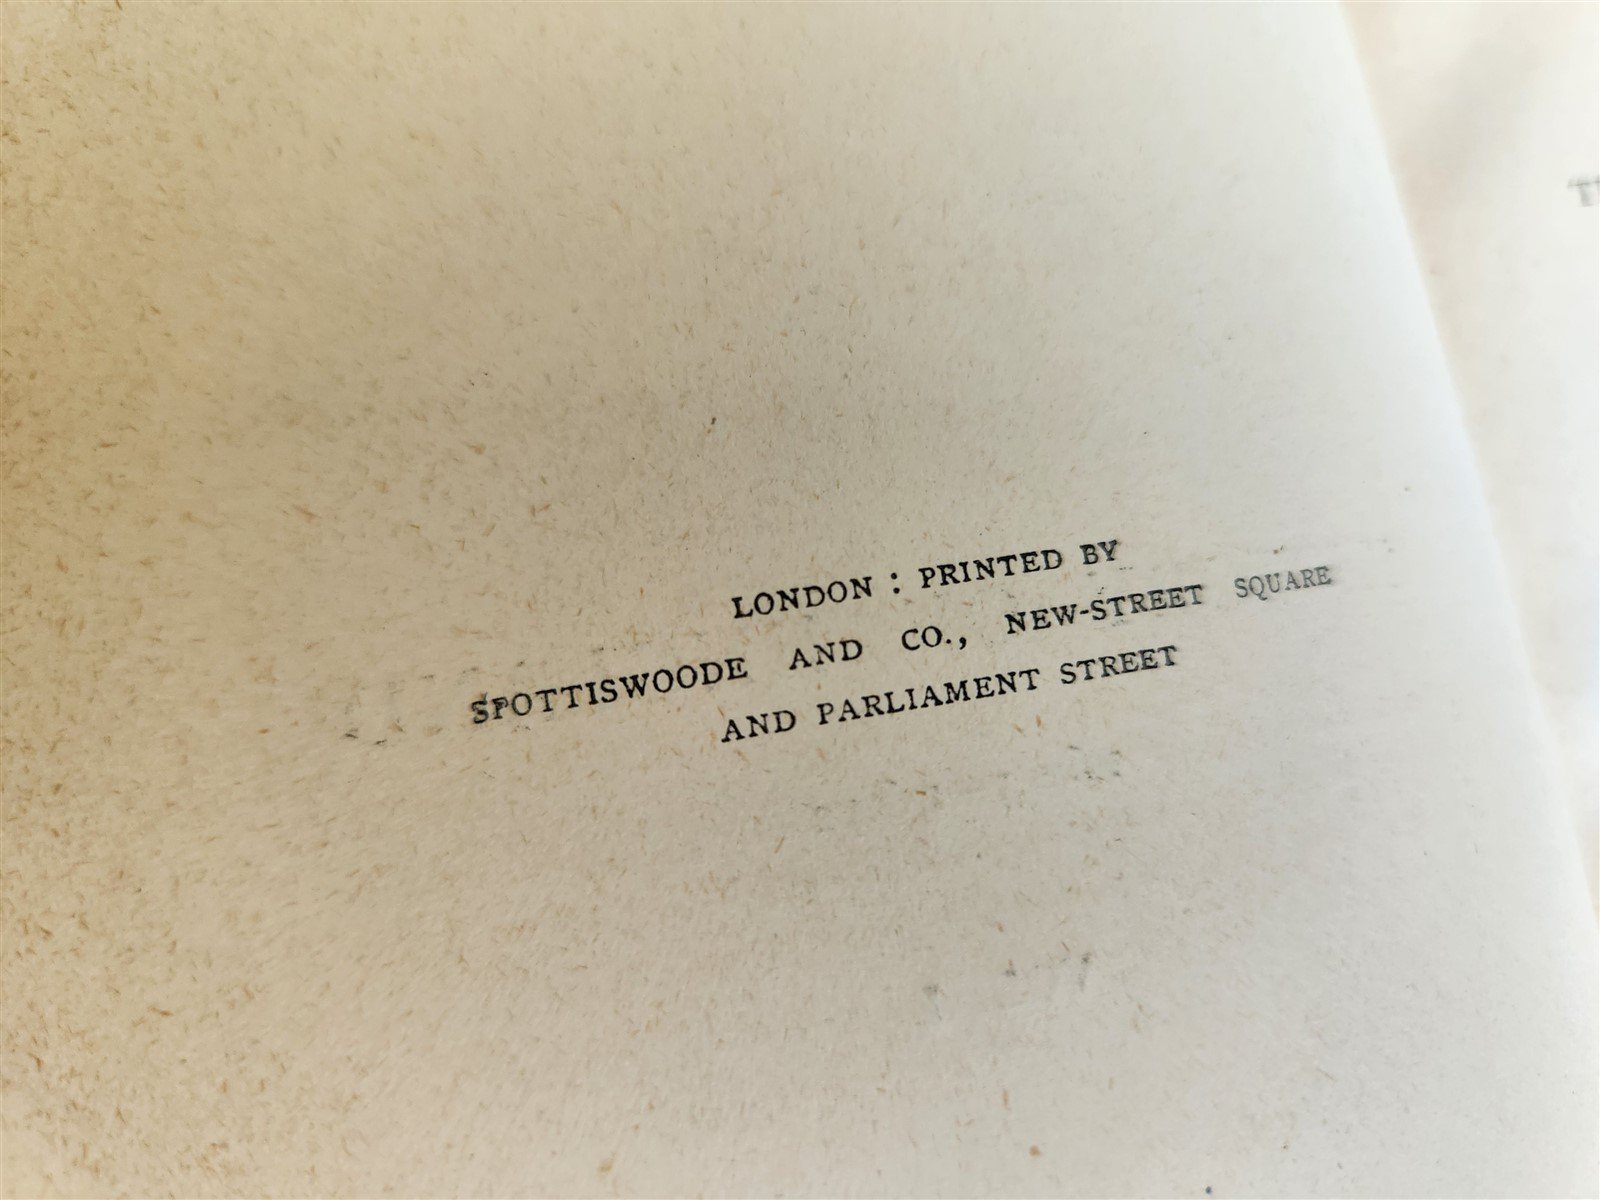 LONDON : PRINTED BY
SPOTTISWOODE AND CO., NEW-STREET SQUARE
AND PARLIAMENT STREET